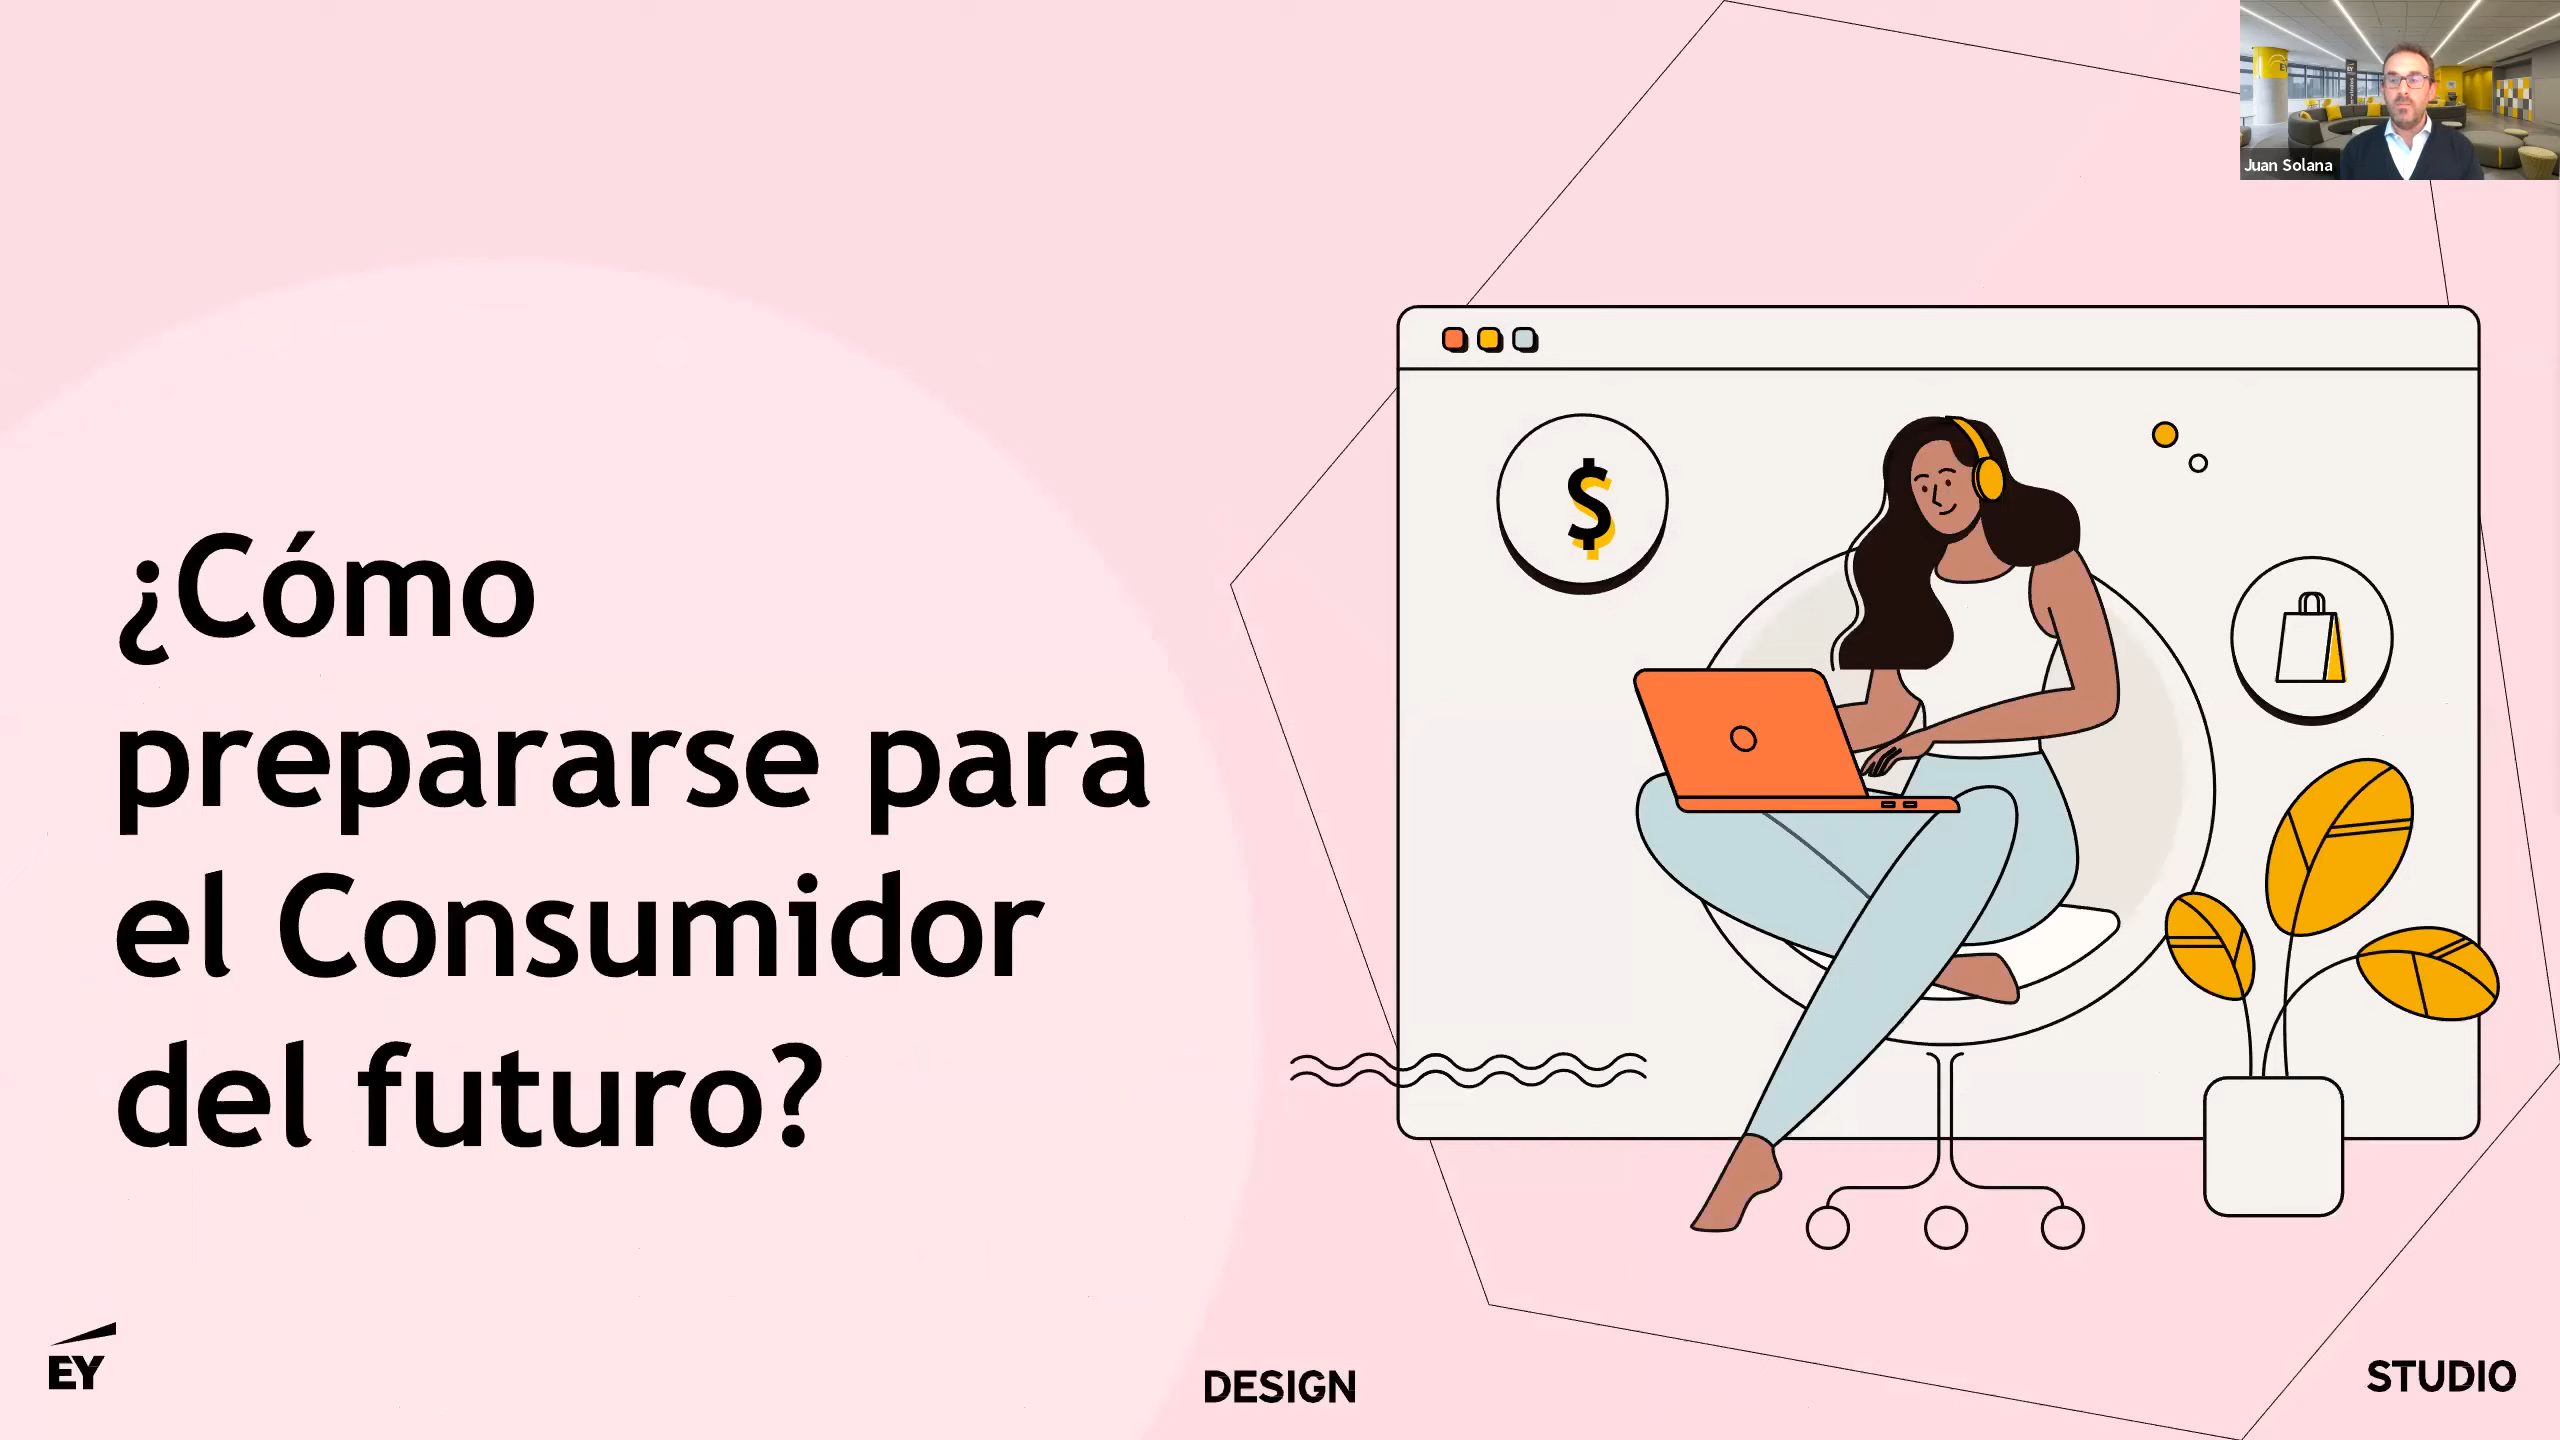 Juan Solana
¿Cómo
prepararse para
el Consumidor
del futuro?
EY
DESIGN
STUDIO